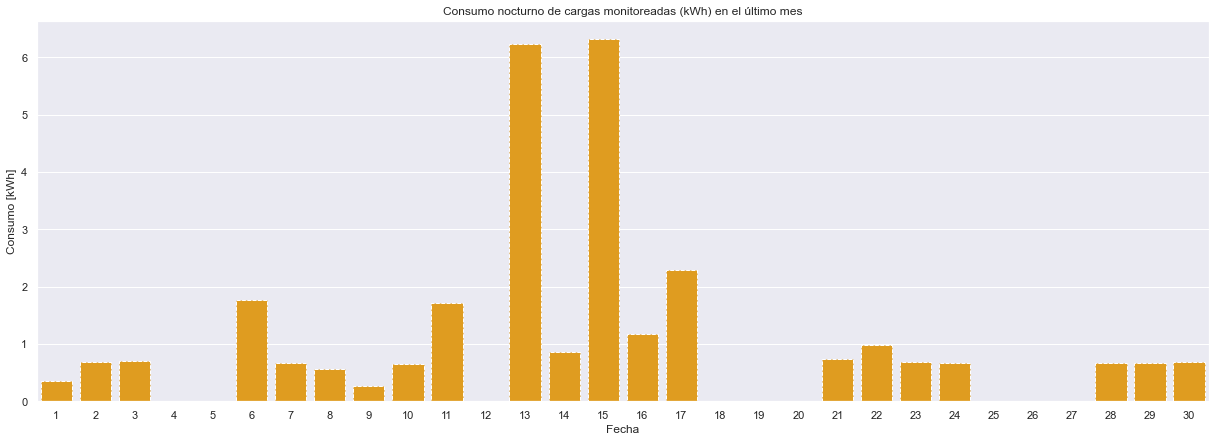 Consumo nocturno de cargas monitoreadas (kWh) en el último mes
6
5
4
3
2
1
0
Consumo [kWh]
1 2 3 4 5 6 7 8 9 10 11 12 13 14 15 16 17 18 19 20 21 22 23 24 25 26 27 28 29 30
Fecha